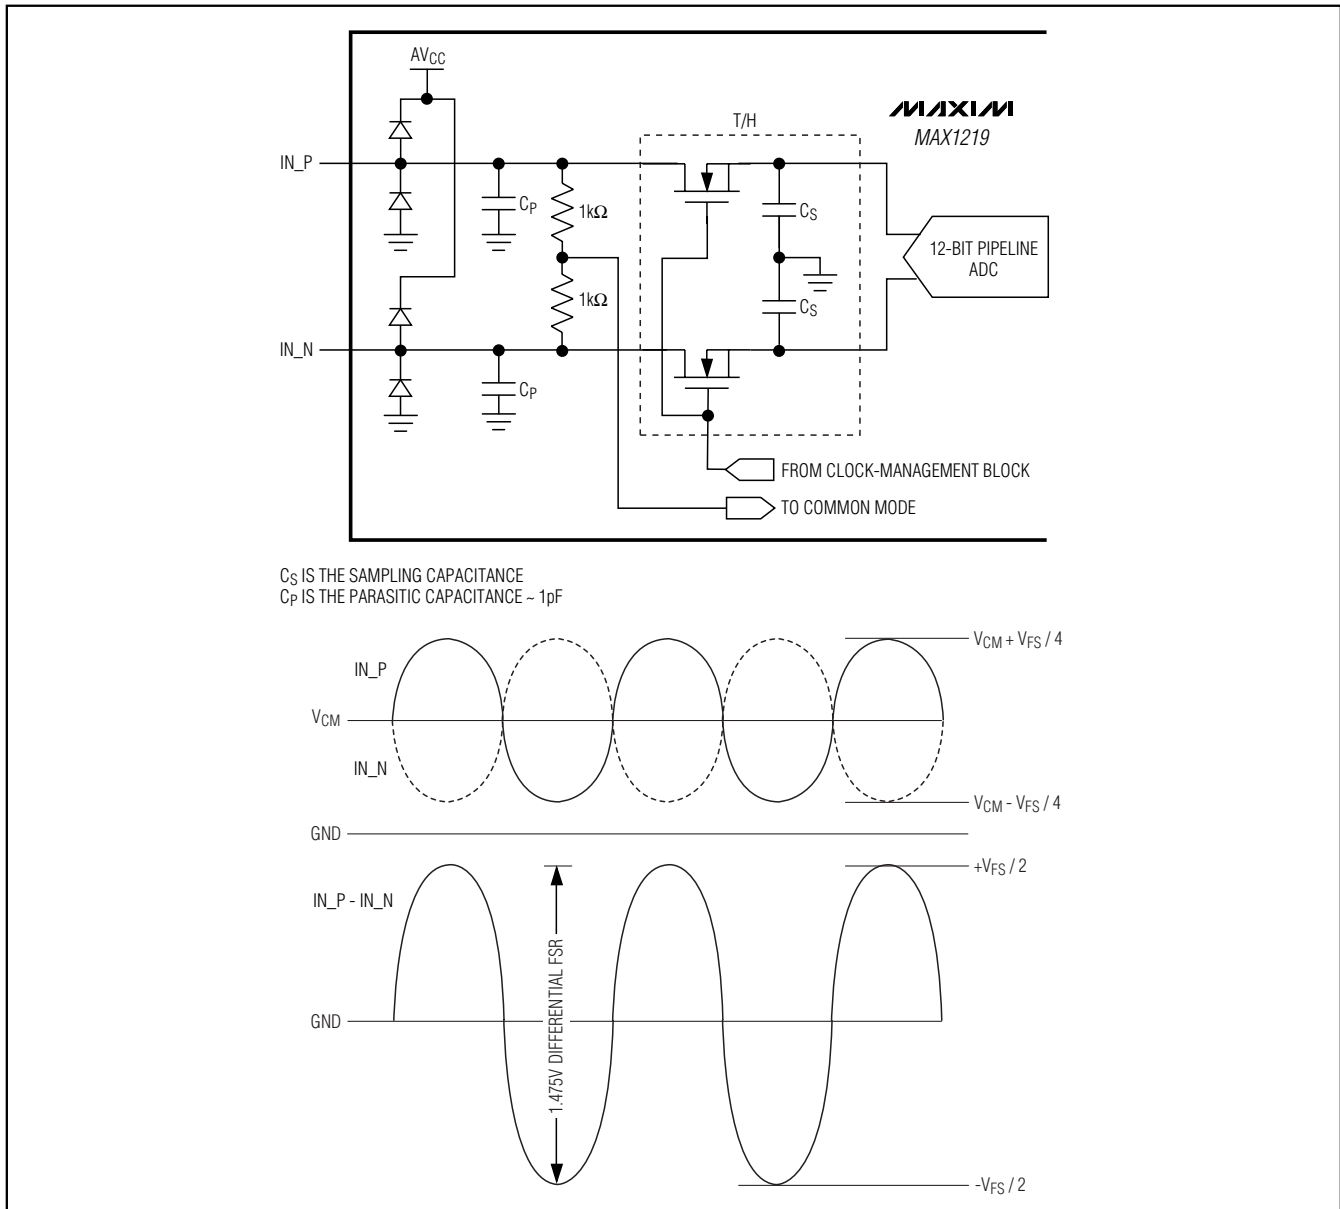 AVCC
MAXIM
MAX1219
T/H
IN_P
CP
1kΩ
CS
12-BIT PIPELINE
ADC
1kΩ
CS
IN_N
CP
FROM CLOCK-MANAGEMENT BLOCK
TO COMMON MODE
CS IS THE SAMPLING CAPACITANCE
CP IS THE PARASITIC CAPACITANCE ~ 1pF
VCM + VFS / 4
IN_P
VCM
IN_N
VCM - VFS / 4
GND
+VFS / 2
IN_P - IN_N
1.475V DIFFERENTIAL FSR
GND
-VFS / 2